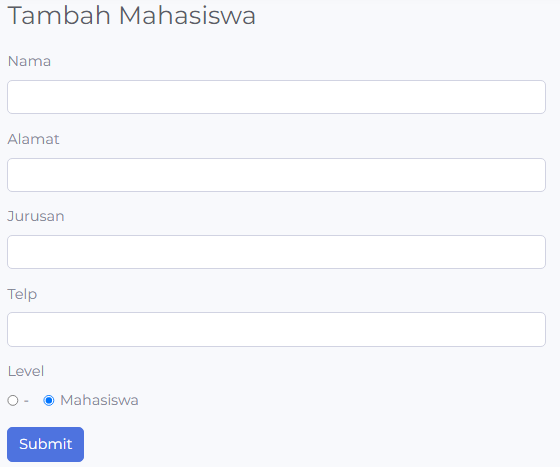 Tambah Mahasiswa
Nama
Alamat
Jurusan
Telp
Level
- Mahasiswa
Submit